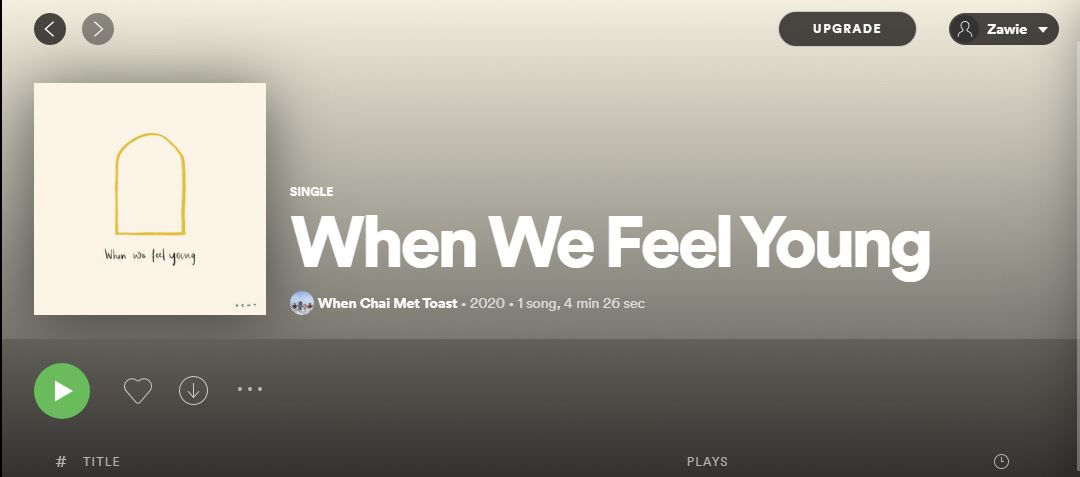 UPGRADE
Zawie
When we feel young
V C M T
SINGLE
When We Feel Young
When Chai Met Toast • 2020 • 1 song, 4 min 26 sec
# TITLE PLAYS